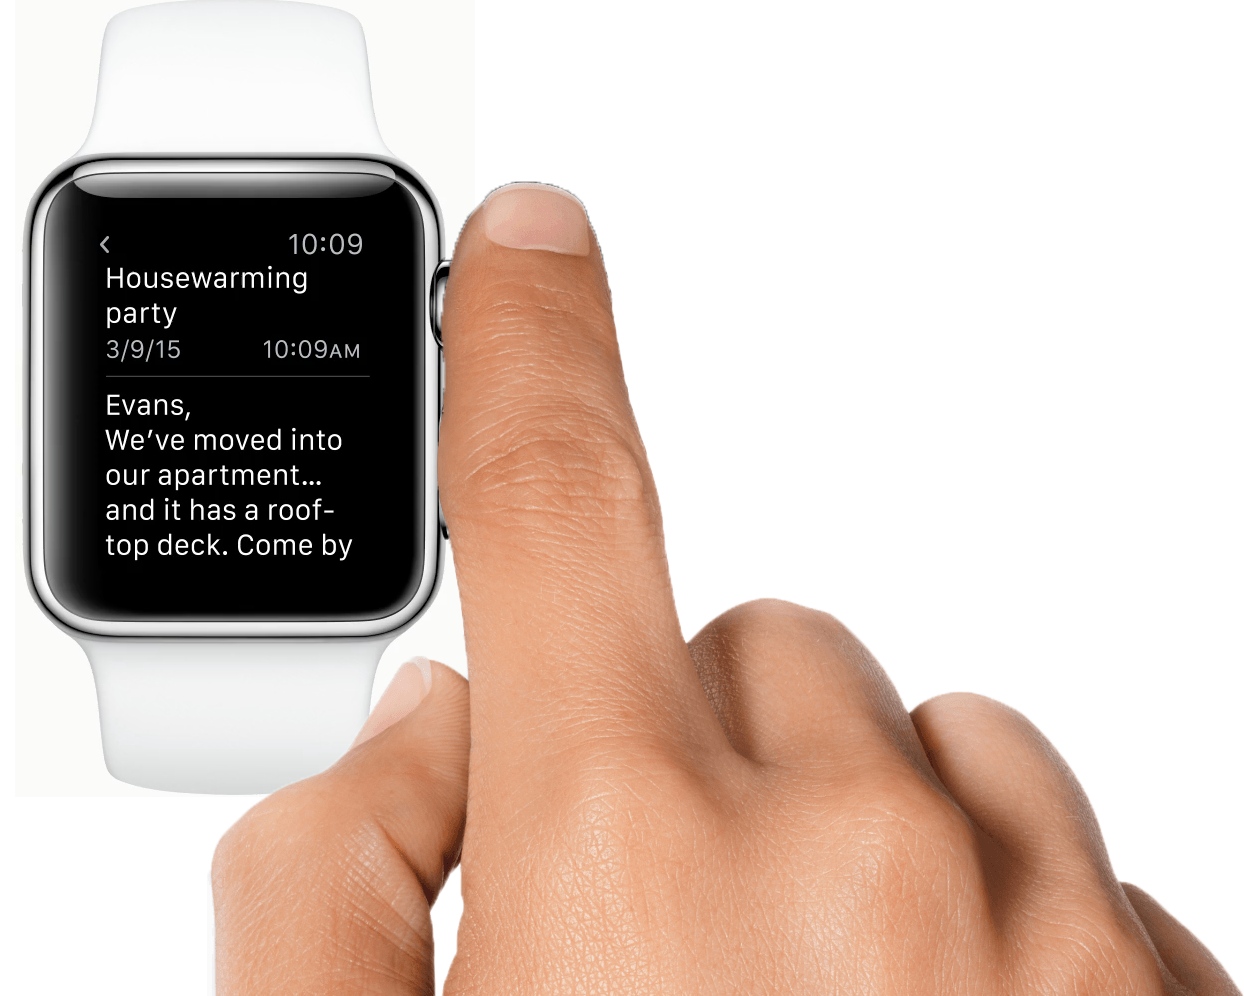 <
10:09
Housewarming
party
3/9/15 10:09AM
Evans,
We’ve moved into
our apartment...
and it has a roof-
top deck. Come by